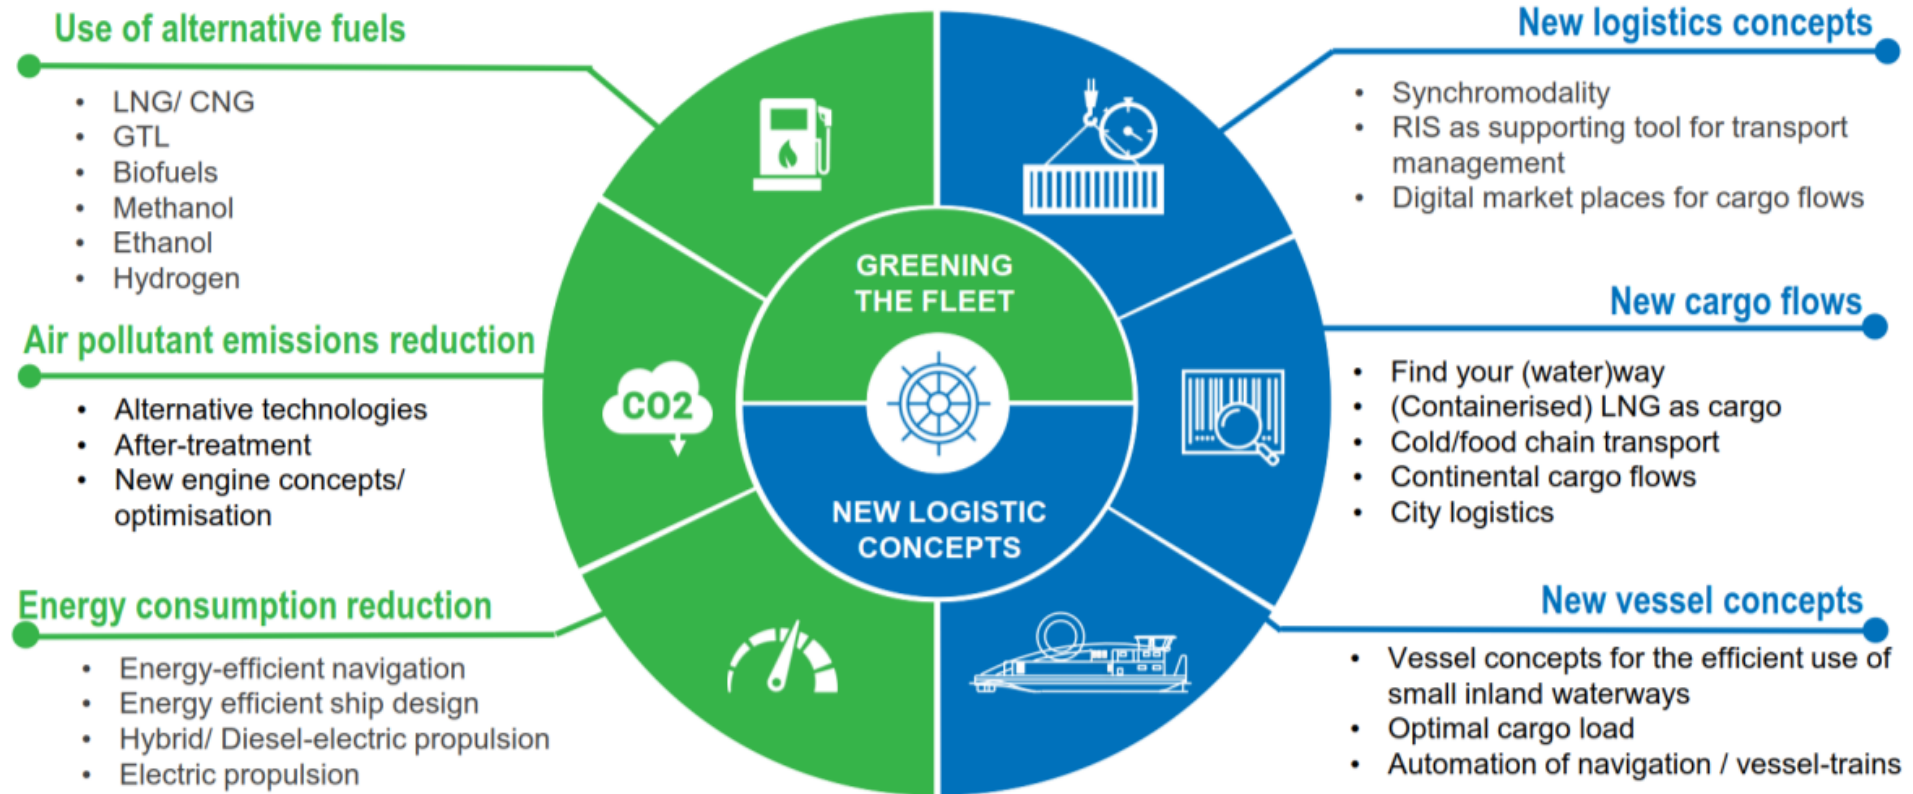 Use of alternative fuels
• LNG/ CNG
• GTL
• Biofuels
• Methanol
• Ethanol
• Hydrogen
Air pollutant emissions reduction
• Alternative technologies
• After-treatment
• New engine concepts/
optimisation
Energy consumption reduction
• Energy-efficient navigation
• Energy efficient ship design
• Hybrid/ Diesel-electric propulsion
• Electric propulsion
CO2
GREENING
THE FLEET
NEW LOGISTIC
CONCEPTS
New logistics concepts
• Synchromodality
• RIS as supporting tool for transport
management
• Digital market places for cargo flows
New cargo flows
• Find your (water)way
• (Containerised) LNG as cargo
• Cold/food chain transport
• Continental cargo flows
• City logistics
New vessel concepts
• Vessel concepts for the efficient use of
small inland waterways
• Optimal cargo load
• Automation of navigation / vessel-trains